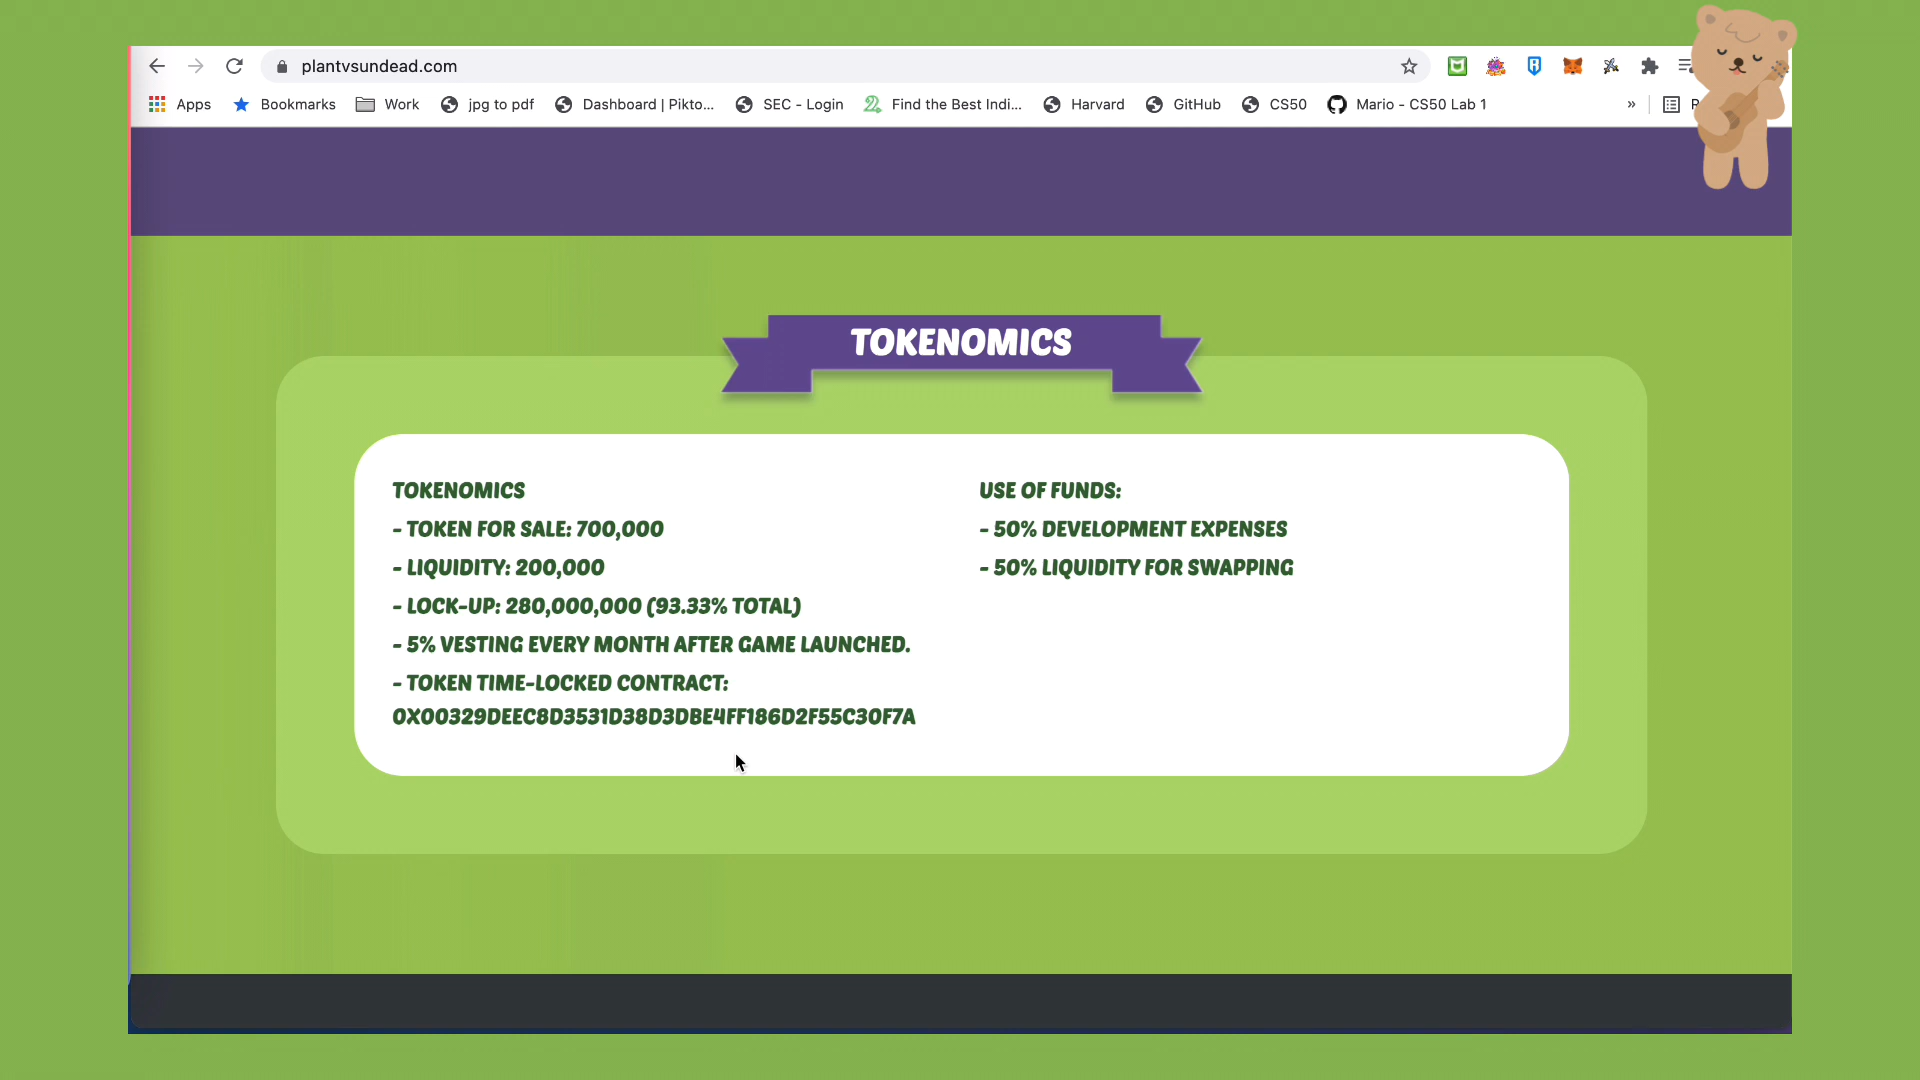 plantvsundead.com
Apps Bookmarks Work jpg to pdf Dashboard | Pikto... SEC - Login Find the Best Indi... Harvard GitHub CS50 Mario - CS50 Lab 1 »
TOKENOMICS
TOKENOMICS
- TOKEN FOR SALE: 700,000
- LIQUIDITY: 200,000
- LOCK-UP: 280,000,000 (93.33% TOTAL)
- 5% VESTING EVERY MONTH AFTER GAME LAUNCHED.
- TOKEN TIME-LOCKED CONTRACT:
0X00329DEEC8D3531D38D3DBE4FF186D2F55C30F7A
USE OF FUNDS:
- 50% DEVELOPMENT EXPENSES
- 50% LIQUIDITY FOR SWAPPING